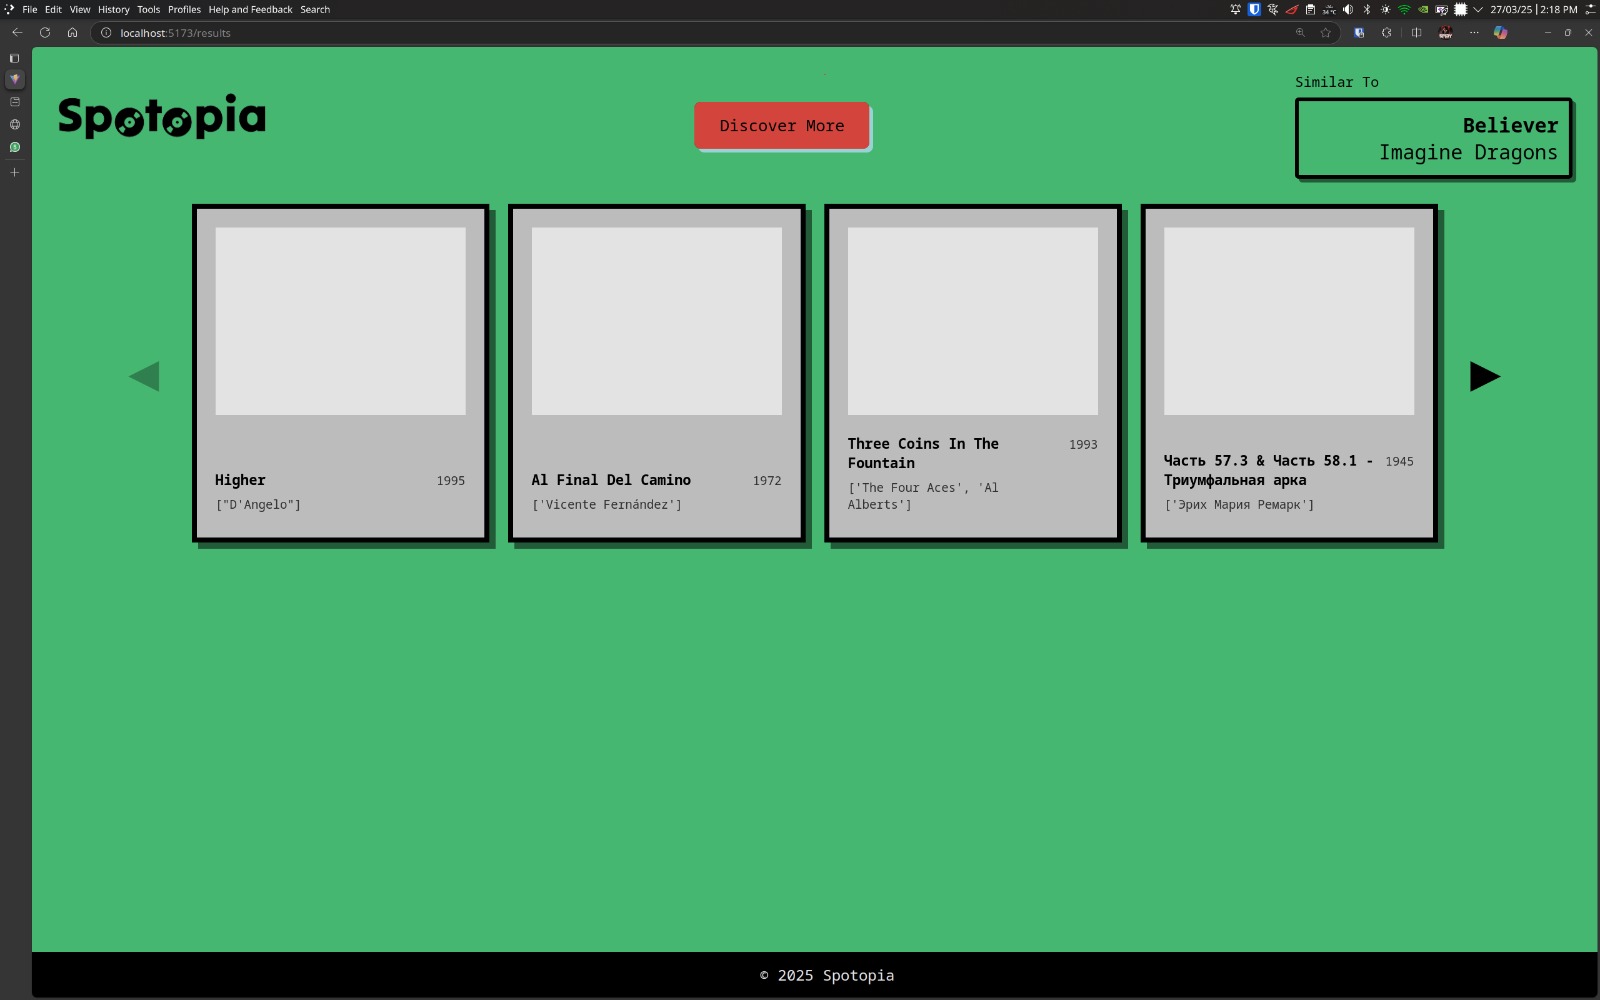 File Edit View History Tools Profiles Help and Feedback Search
34 °C
27/03/25 | 2:18 PM
localhost:5173/results
Spotopia
Discover More
Similar To
Believer
Imagine Dragons
Higher 1995
["D'Angelo"]
Al Final Del Camino 1972
['Vicente Fernández']
Three Coins In The 1993
Fountain
['The Four Aces', 'Al
Alberts']
Часть 57.3 & Часть 58.1 - 1945
Триумфальная арка
['Эрих Мария Ремарк']
© 2025 Spotopia